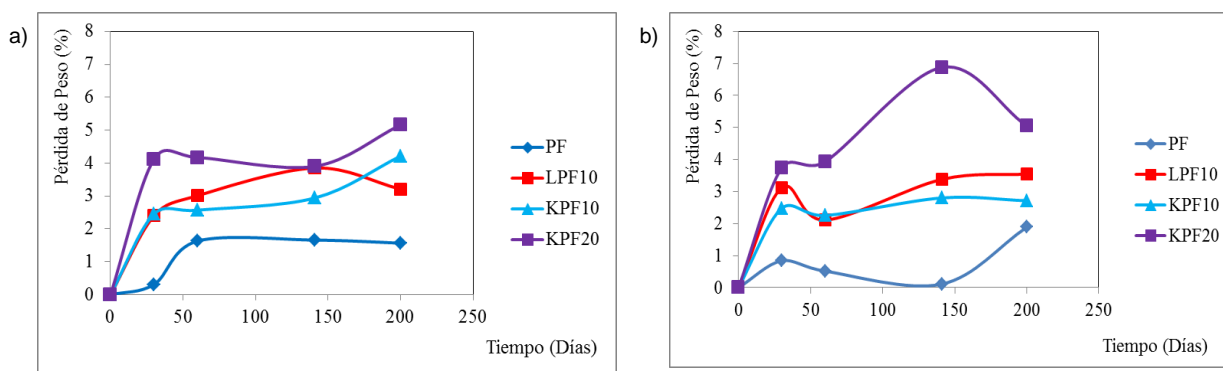 a)
Pérdida de Peso (%)
8
7
6
5
4
3
2
1
0
0 50 100 150 200 250
Tiempo (Días)
PF
LPF10
KPF10
KPF20
b)
Pérdida de Peso (%)
8
7
6
5
4
3
2
1
0
0 50 100 150 200 250
Tiempo (Días)
PF
LPF10
KPF10
KPF20